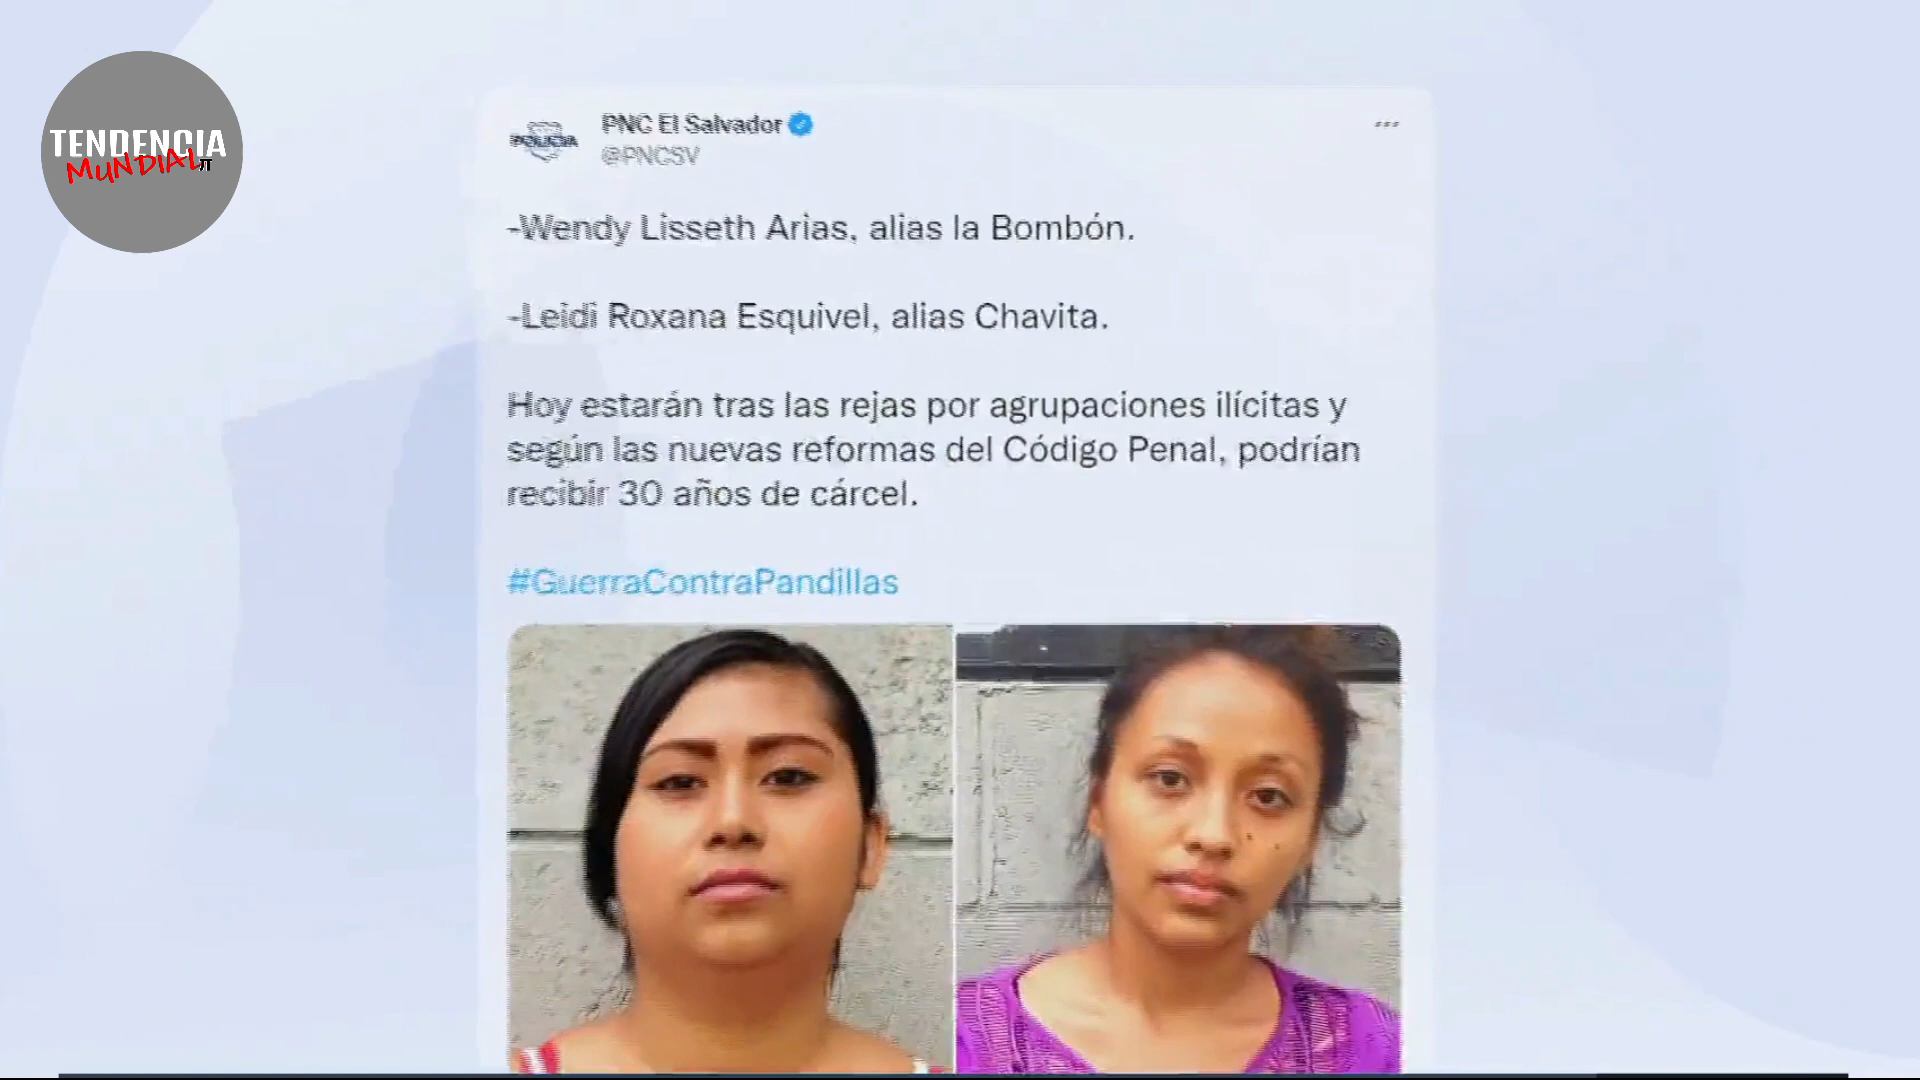 TENDENCIA
MUNDIAL
PNC El Salvador
POLICIA
@PNCSV
-Wendy Lisseth Arias, alias la Bombón.
-Leidi Roxana Esquivel, alias Chavita.
Hoy estarán tras las rejas por agrupaciones ilícitas y
según las nuevas reformas del Código Penal, podrían
recibir 30 años de cárcel.
#GuerraContraPandillas